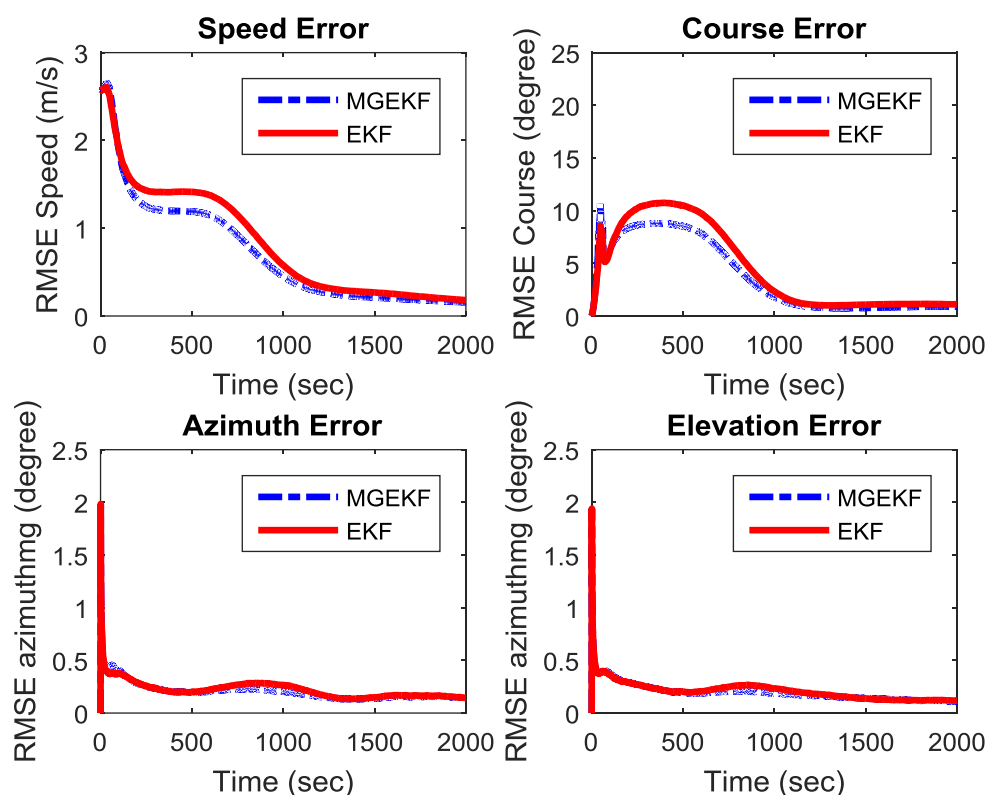 Speed Error
RMSE Speed (m/s)
3
2
1
0
MGEKF
EKF
0 500 1000 1500 2000
Time (sec)
Course Error
RMSE Course (degree)
25
20
15
10
5
0
MGEKF
EKF
0 500 1000 1500 2000
Time (sec)
Azimuth Error
RMSE azimuthmg (degree)
2.5
2
1.5
1
0.5
0
MGEKF
EKF
0 500 1000 1500 2000
Time (sec)
Elevation Error
RMSE azimuthmg (degree)
2.5
2
1.5
1
0.5
0
MGEKF
EKF
0 500 1000 1500 2000
Time (sec)